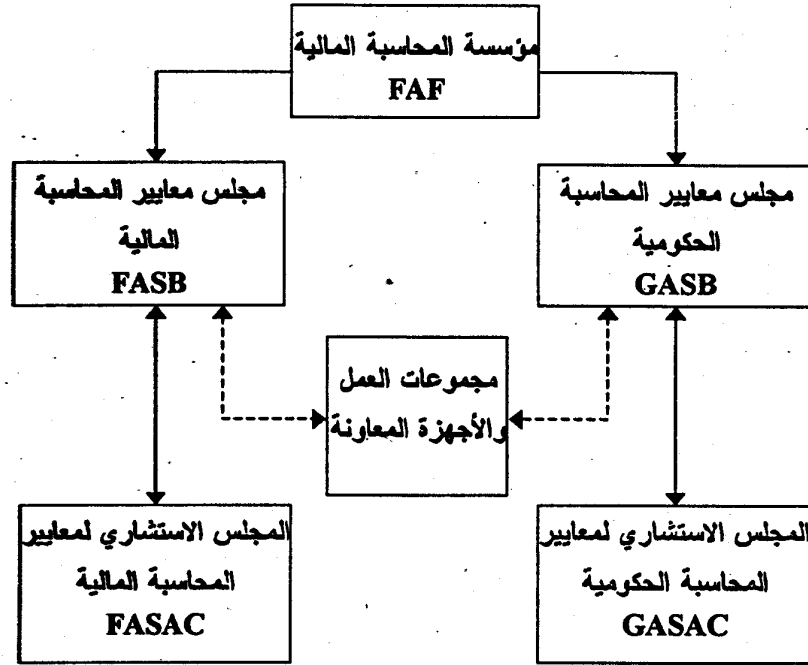 مؤسسة المحاسبة المالية
FAF
مجلس معايير المحاسبة
المالية
FASB
مجلس معايير المحاسبة
الحكومية
GASB
مجموعات العمل
والأجهزة المعاونة
المجلس الاستشاري لمعايير
المحاسبة المالية
FASAC
المجلس الاستشاري لمعايير
المحاسبة الحكومية
GASAC